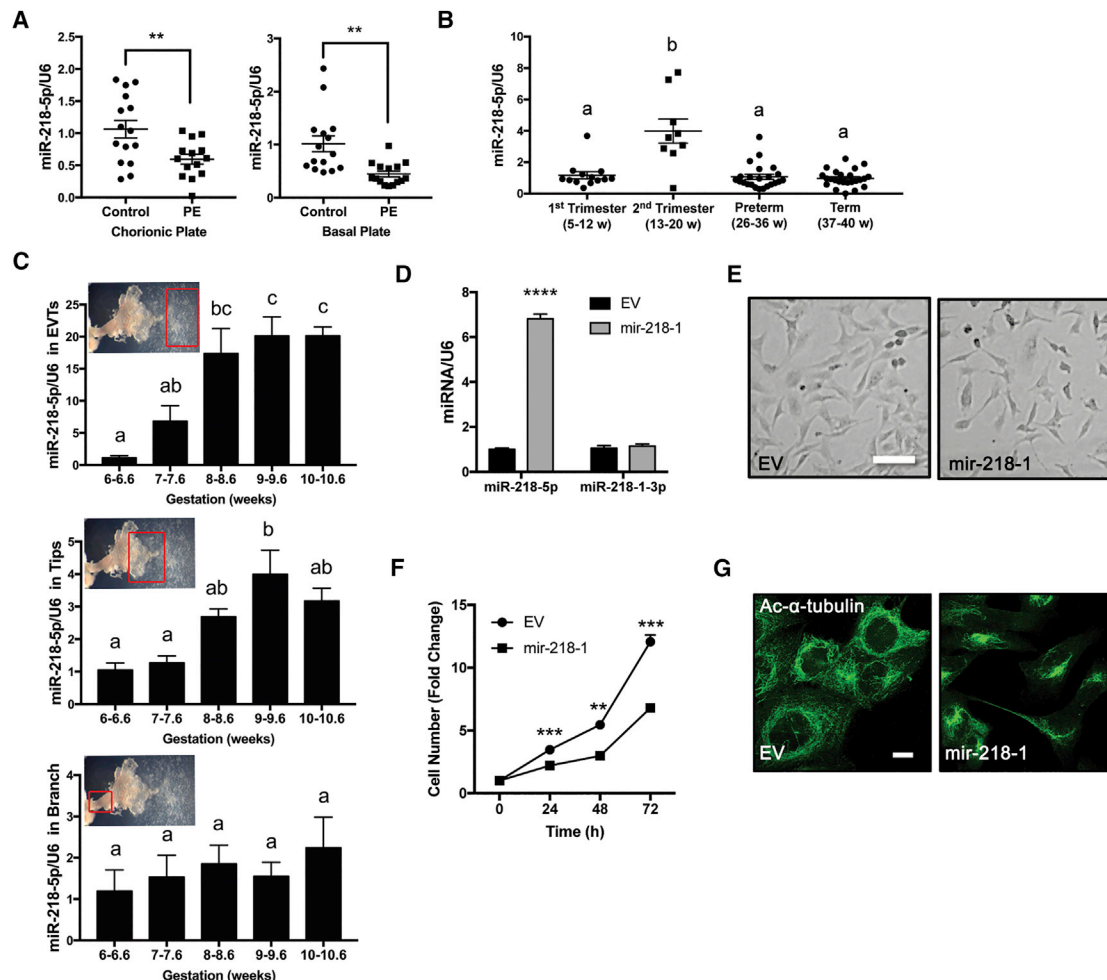 A
miR-218-5p/U6
2.5
2.0
1.5
1.0
0.5
0.0
**
Control PE
Chorionic Plate
miR-218-5p/U6
3
2
1
0
**
Control PE
Basal Plate
B
miR-218-5p/U6
10
8
6
4
2
0
a b a a
1st Trimester 2nd Trimester Preterm Term
(5-12 w) (13-20 w) (26-36 w) (37-40 w)
C
miR-218-5p/U6 in EVTs
25
20
15
10
5
0
a ab bc c c
6-6.6 7-7.6 8-8.6 9-9.6 10-10.6
Gestation (weeks)
miR-218-5p/U6 in Tips
5
4
3
2
1
0
a a ab b ab
6-6.6 7-7.6 8-8.6 9-9.6 10-10.6
Gestation (weeks)
miR-218-5p/U6 in Branch
4
3
2
1
0
a a a a a
6-6.6 7-7.6 8-8.6 9-9.6 10-10.6
Gestation (weeks)
D
miRNA/U6
8
6
4
2
0
****
EV
mir-218-1
miR-218-5p miR-218-1-3p
E
EV
mir-218-1
F
Cell Number (Fold Change)
15
10
5
0
EV
mir-218-1
*** ** ***
0 24 48 72
Time (h)
G
Ac-α-tubulin
EV
mir-218-1